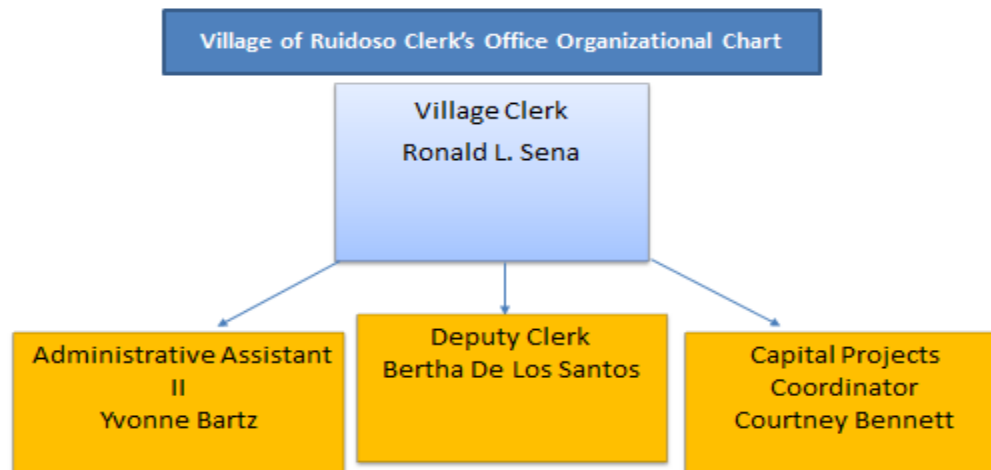 Village of Ruidoso Clerk's Office Organizational Chart
Village Clerk
Ronald L. Sena
Administrative Assistant
II
Yvonne Bartz
Deputy Clerk
Bertha De Los Santos
Capital Projects
Coordinator
Courtney Bennett